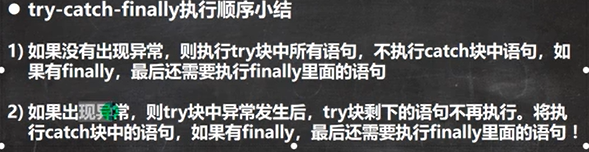 ● try-catch-finally执行顺序小结
1) 如果没有出现异常，则执行try块中所有语句，不执行catch块中语句，如
果有finally，最后还需要执行finally里面的语句
2) 如果出现异常，则try块中异常发生后，try块剩下的语句不再执行。将执
行catch块中的语句，如果有finally，最后还需要执行finally里面的语句！